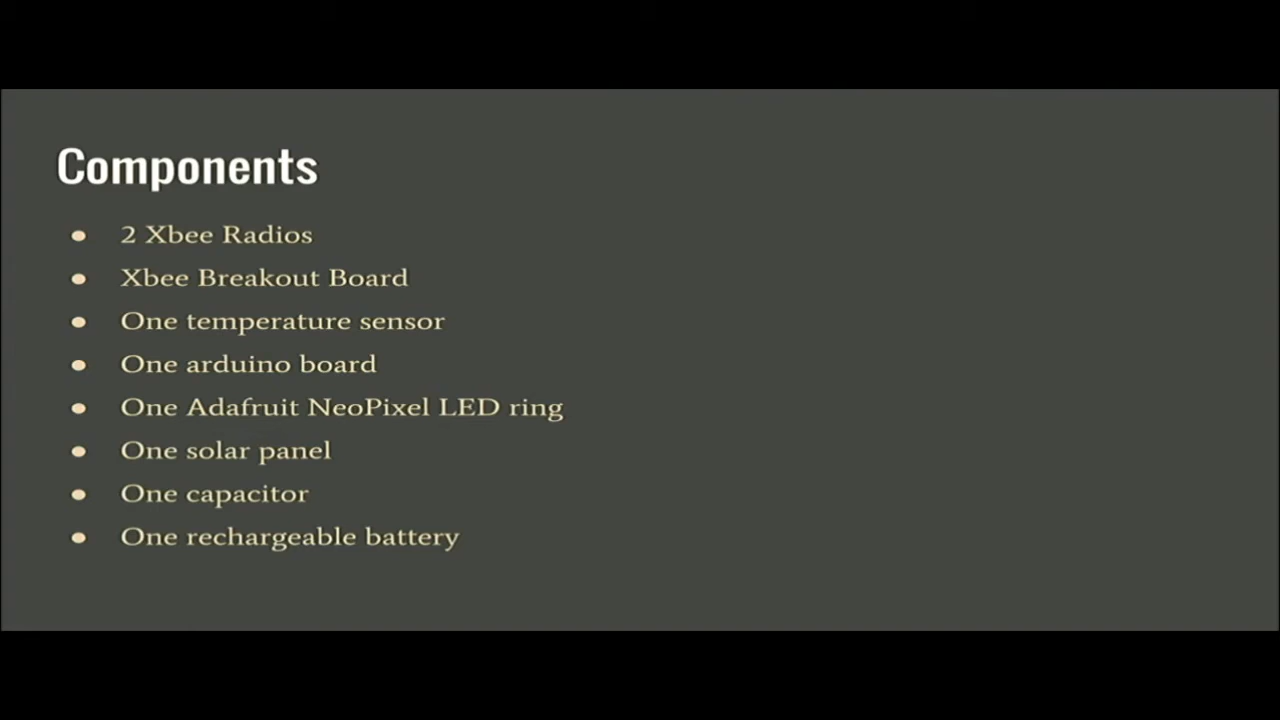 Components
● 2 Xbee Radios
● Xbee Breakout Board
● One temperature sensor
● One arduino board
● One Adafruit NeoPixel LED ring
● One solar panel
● One capacitor
● One rechargeable battery